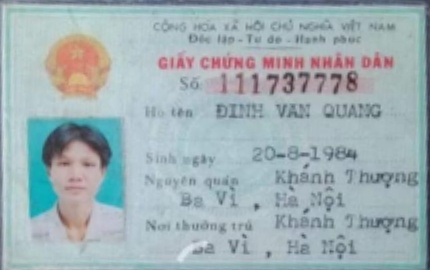 CỘNG HÒA XÃ HỘI CHỦ NGHĨA VIỆT NAM
Độc lập - Tự do - Hạnh phúc
GIẤY CHỨNG MINH NHÂN DÂN
Số 111737778
Họ tên ĐINH VAN QUANG
Sinh ngày 20-8-1984
Nguyên quán Khánh Thượng
Ba Vì , Hà Nội
Nơi thường trú Khánh Thượng
Ba Vì , Hà Nội